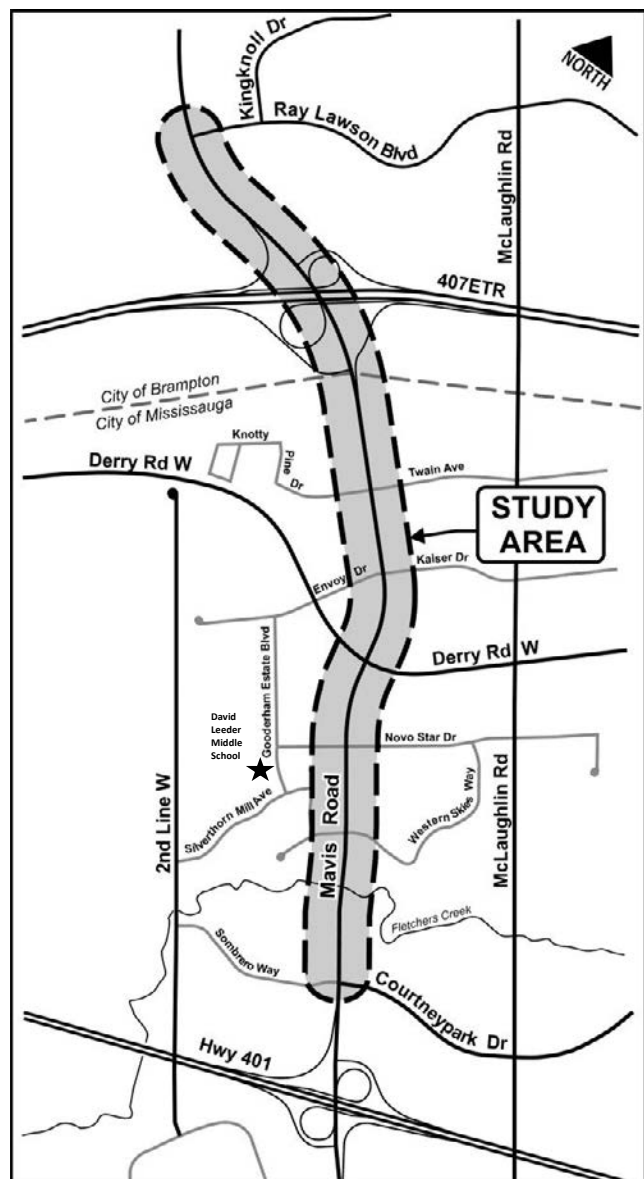 Kingknoll Dr
NORTH
Ray Lawson Blvd
McLaughlin Rd
407ETR
City of Brampton
City of Mississauga
Knotty
Pine
Dr
Derry Rd W
Twain Ave
STUDY
AREA
Envoy Dr
Kaiser Dr
Derry Rd W
Gooderham Estate Blvd
David
Leeder
Middle
School
Novo Star Dr
2nd Line W
Silverthorn Mill Ave
Mavis Road
Western Skies Way
McLaughlin Rd
Fletchers Creek
Sombrero Way
Courtneypark Dr
Hwy 401